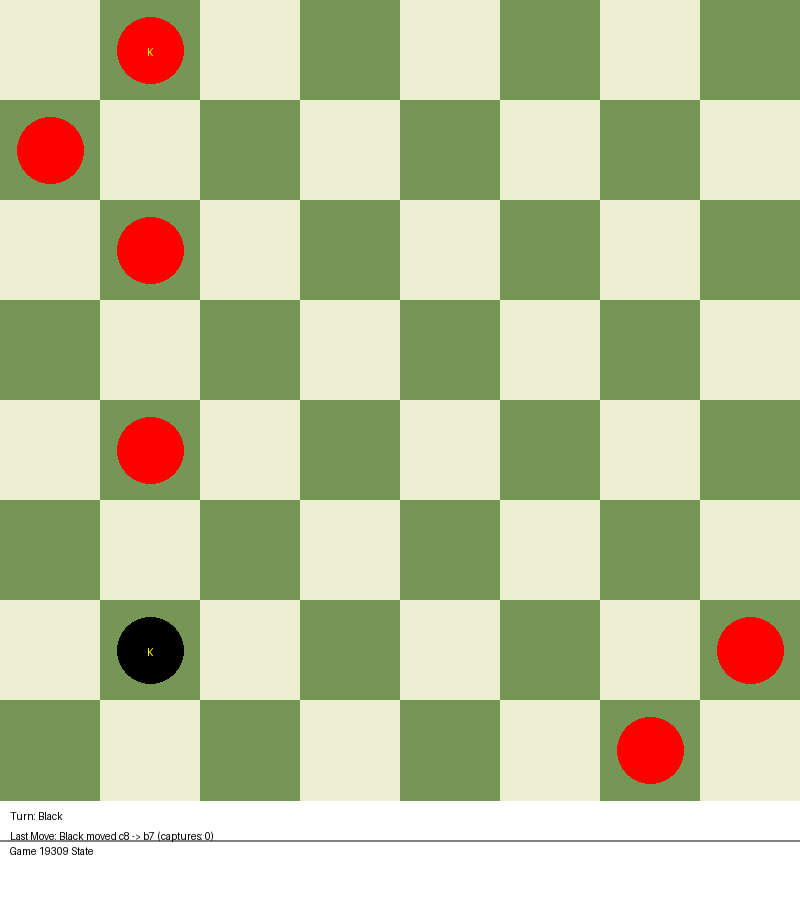 K
K
Turn: Black
Last Move: Black moved c8 -> b7 (captures: 0)
Game 19309 State